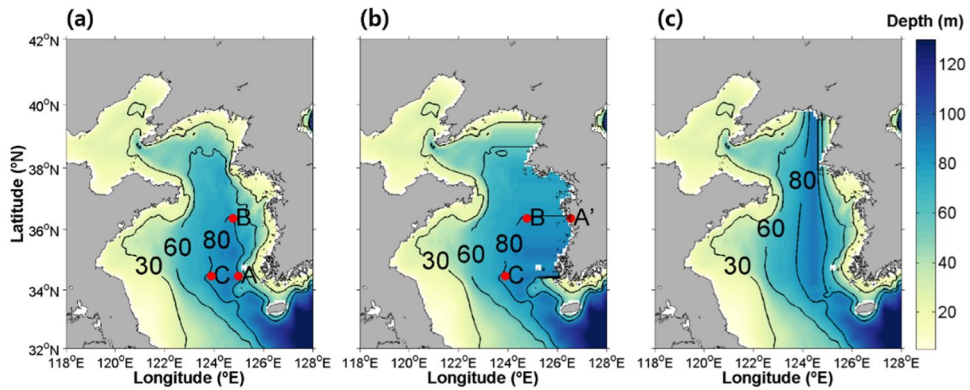 (a) (b) (c) Depth (m)
42°N
40°N
38°N
36°N
34°N
32°N
Latitude (°N)
30 60 80 B C A
118°E 120°E 122°E 124°E 126°E 128°E
Longitude (°E)
30 60 80 B A' C
118°E 120°E 122°E 124°E 126°E 128°E
Longitude (°E)
30 60 80
118°E 120°E 122°E 124°E 126°E 128°E
Longitude (°E)
120
100
80
60
40
20